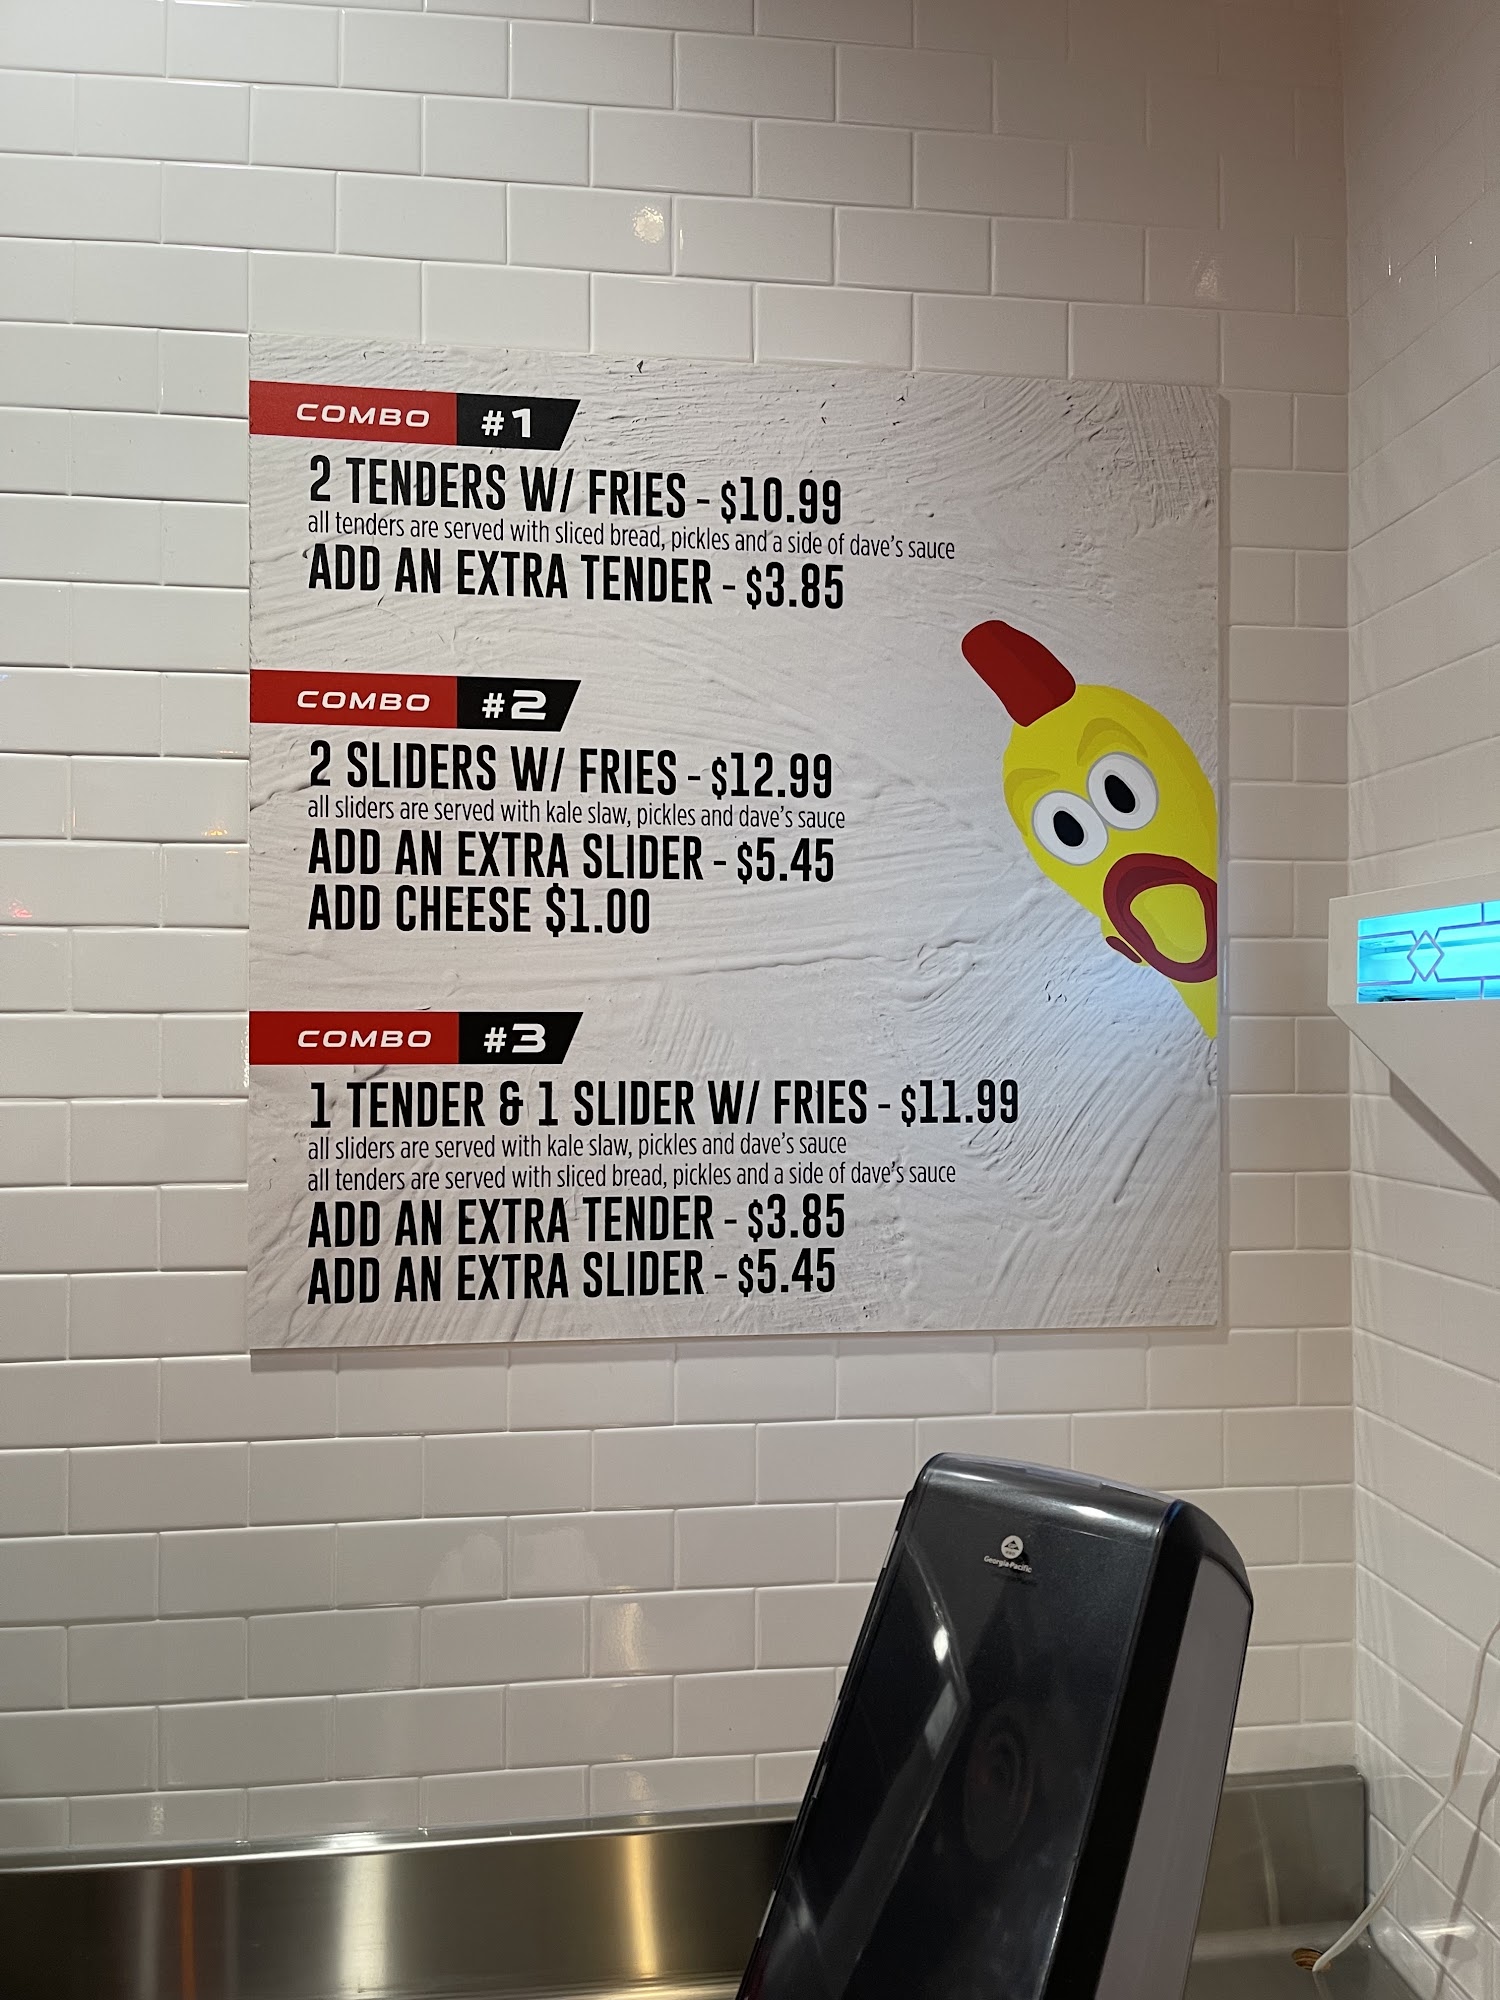 COMBO #1
2 TENDERS W/ FRIES - $10.99
all tenders are served with sliced bread, pickles and a side of dave's sauce
ADD AN EXTRA TENDER - $3.85
COMBO #2
2 SLIDERS W/ FRIES - $12.99
all sliders are served with kale slaw, pickles and dave's sauce
ADD AN EXTRA SLIDER - $5.45
ADD CHEESE $1.00
COMBO #3
1 TENDER & 1 SLIDER W/ FRIES - $11.99
all sliders are served with kale slaw, pickles and dave's sauce
all tenders are served with sliced bread, pickles and a side of dave's sauce
ADD AN EXTRA TENDER - $3.85
ADD AN EXTRA SLIDER - $5.45
Georgia-Pacific